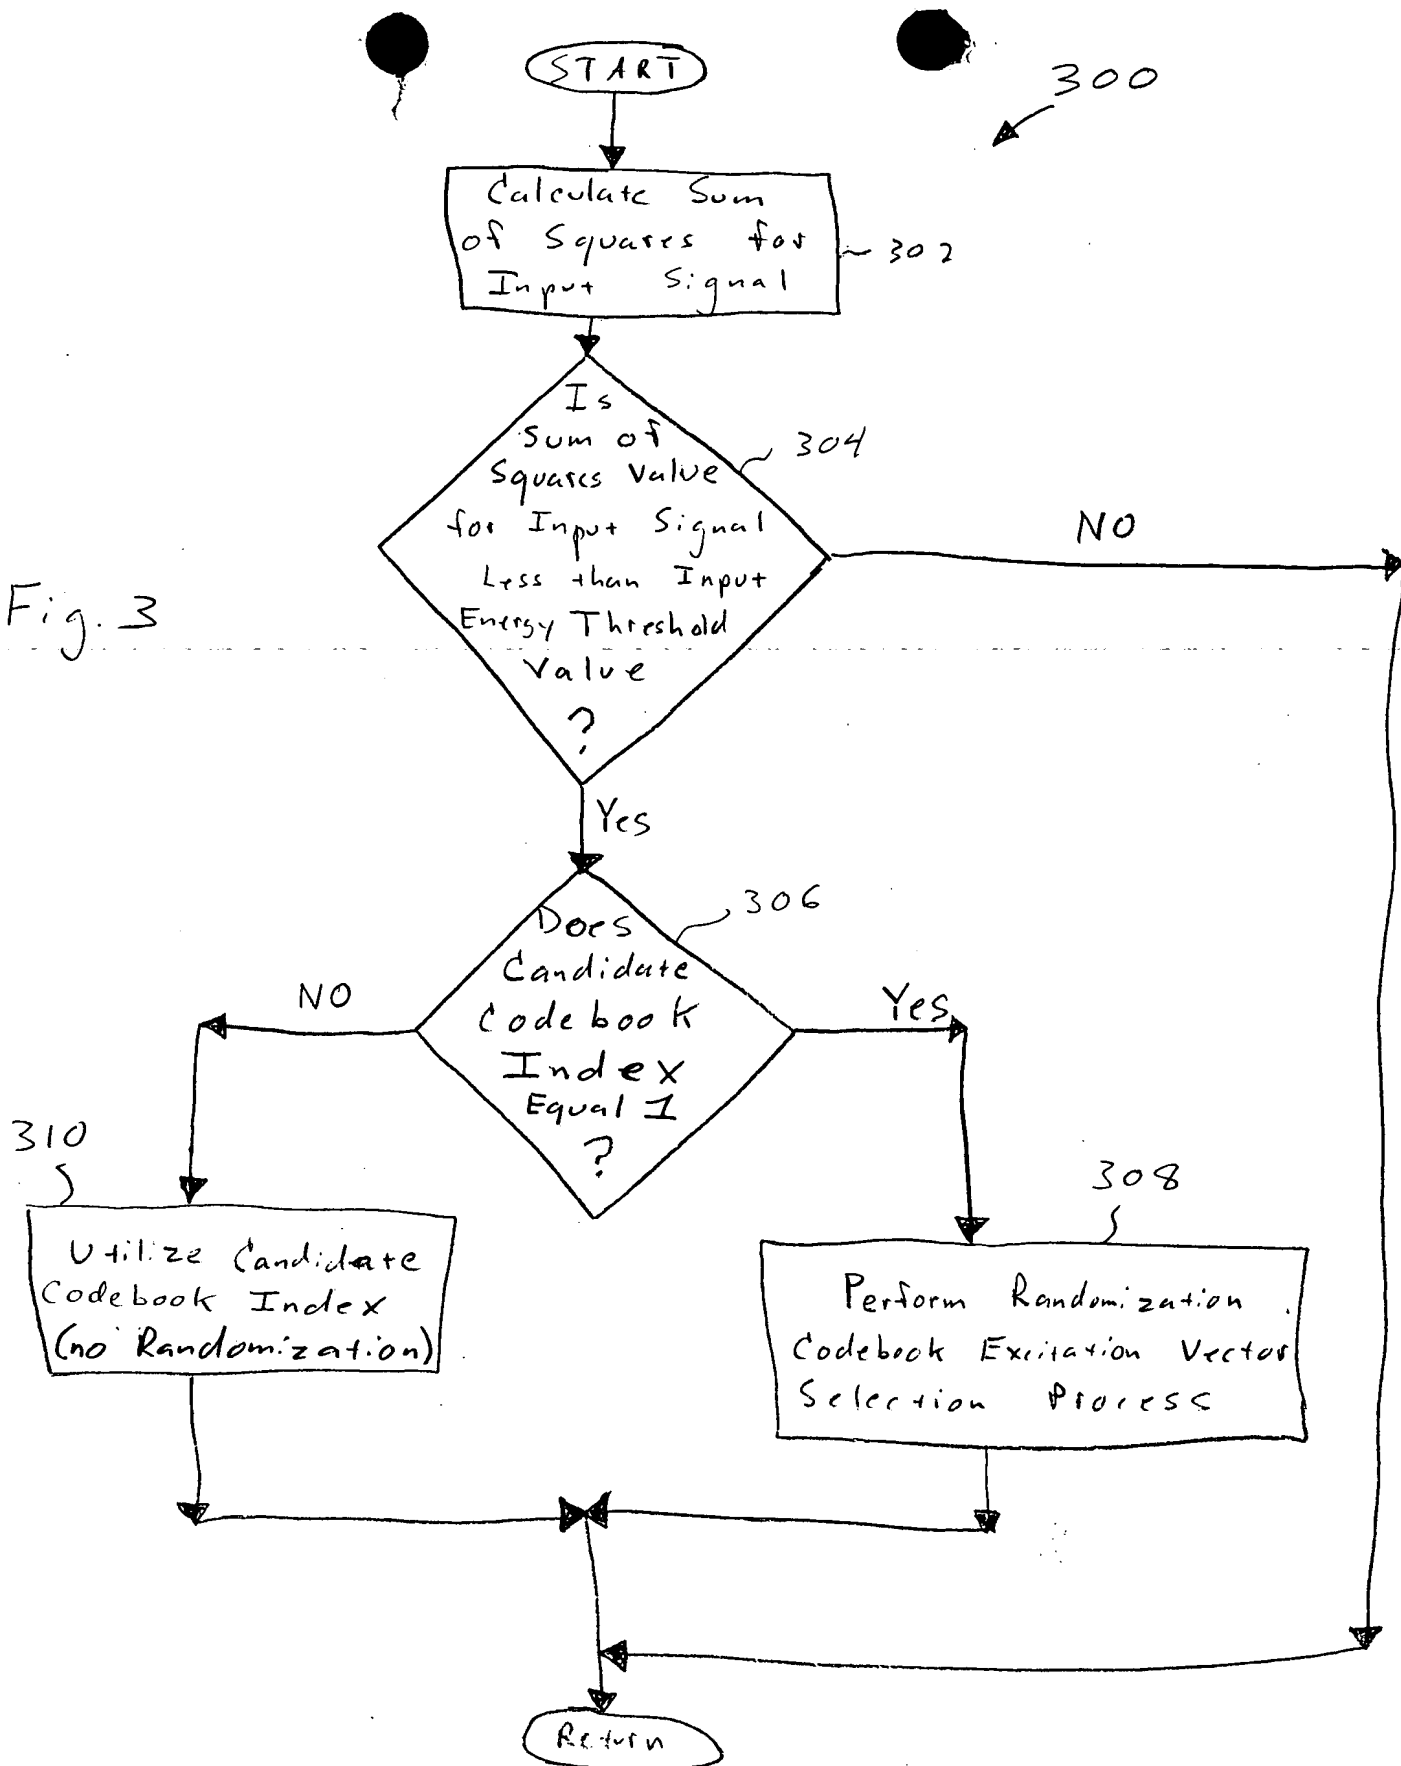 START
300
Calculate Sum
of Squares for
Input Signal
302
Is
Sum of
Squares Value
for Input Signal
Less than Input
Energy Threshold
Value
?
304
NO
Fig. 3
Yes
Does
Candidate
Codebook
Index
Equal 1
?
306
NO
Yes
310
Utilize Candidate
Codebook Index
(no Randomization)
308
Perform Randomization
Codebook Excitation Vector
Selection Process
Return